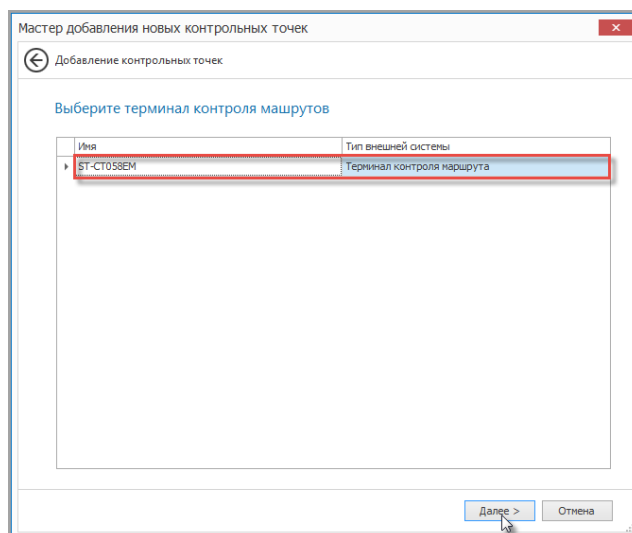 Мастер добавления новых контрольных точек
Добавление контрольных точек
Выберите терминал контроля машрутов
Имя Тип внешней системы
ST-CT058EM Терминал контроля маршрута
Далее > Отмена